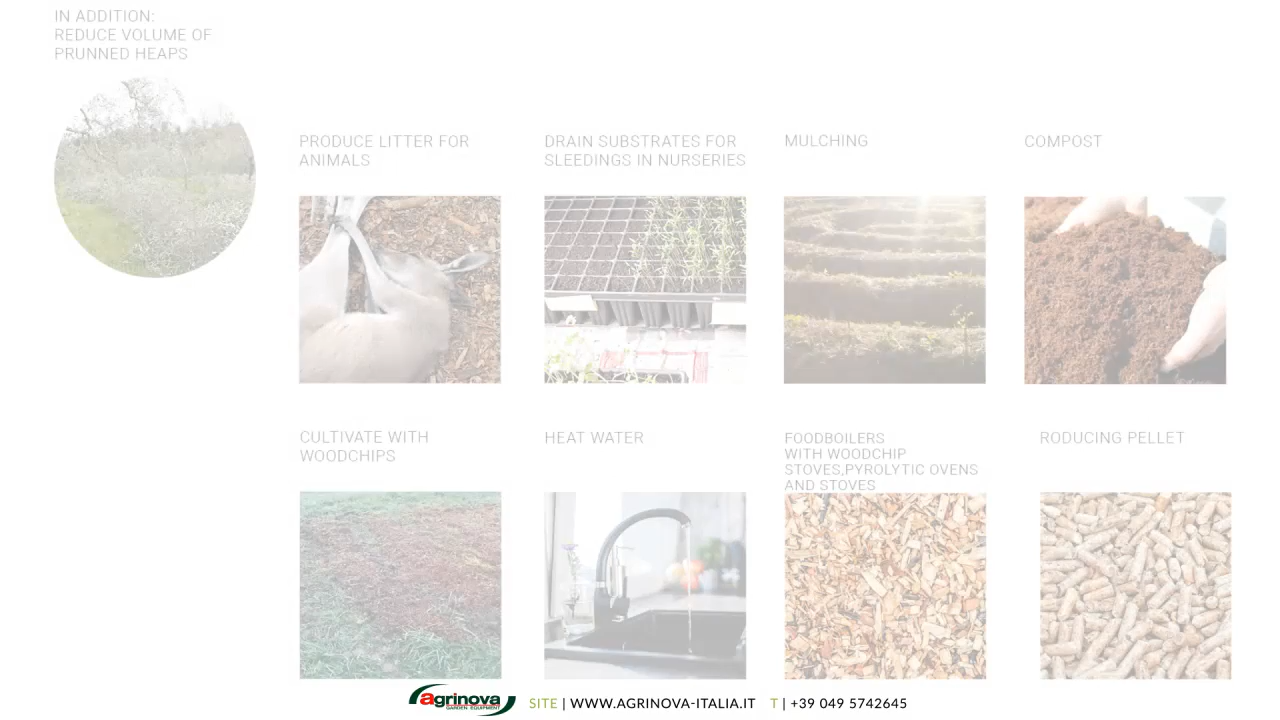 IN ADDITION:
REDUCE VOLUME OF
PRUNNED HEAPS
PRODUCE LITTER FOR
ANIMALS
DRAIN SUBSTRATES FOR
SLEEDINGS IN NURSERIES
MULCHING
COMPOST
CULTIVATE WITH
WOODCHIPS
HEAT WATER
FOODBOILERS
WITH WOODCHIP
STOVES,PYROLYTIC OVENS
AND STOVES
RODUCING PELLET
agrinova
GARDEN EQUIPMENT
SITE | WWW.AGRINOVA-ITALIA.IT T | +39 049 5742645